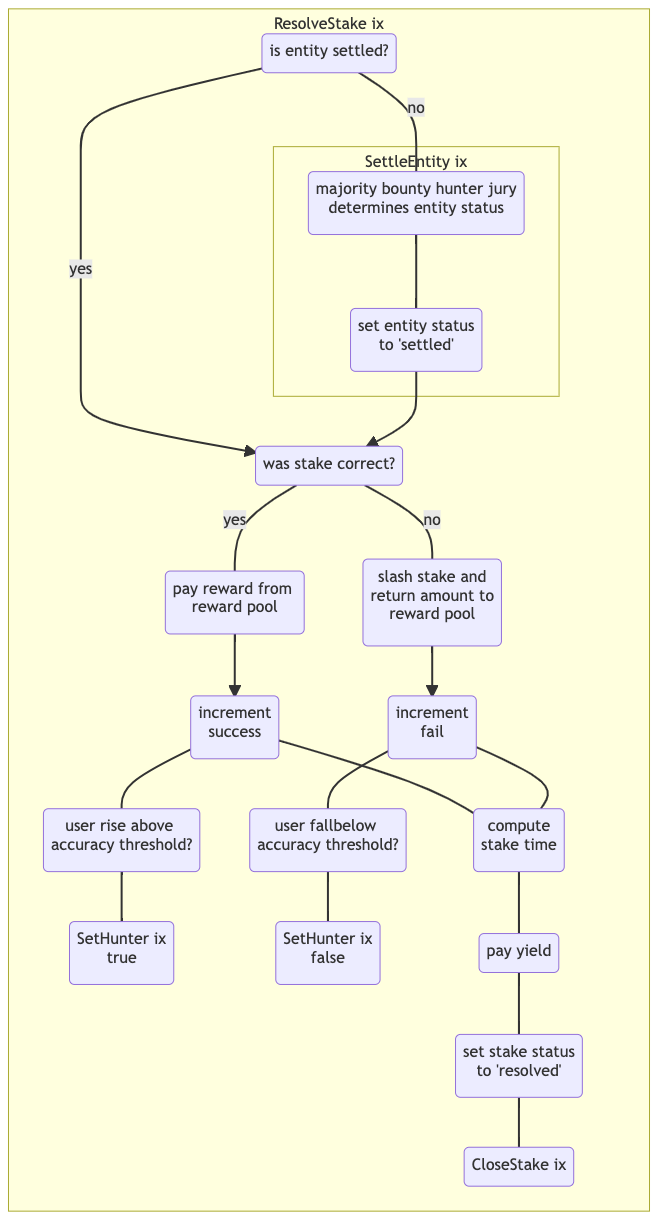 ResolveStake ix
is entity settled?
no
SettleEntity ix
majority bounty hunter jury
determines entity status
yes
set entity status
to 'settled'
was stake correct?
yes
no
pay reward from
reward pool
slash stake and
return amount to
reward pool
increment
success
increment
fail
user rise above
accuracy threshold?
user fallbelow
accuracy threshold?
compute
stake time
SetHunter ix
true
SetHunter ix
false
pay yield
set stake status
to 'resolved'
CloseStake ix